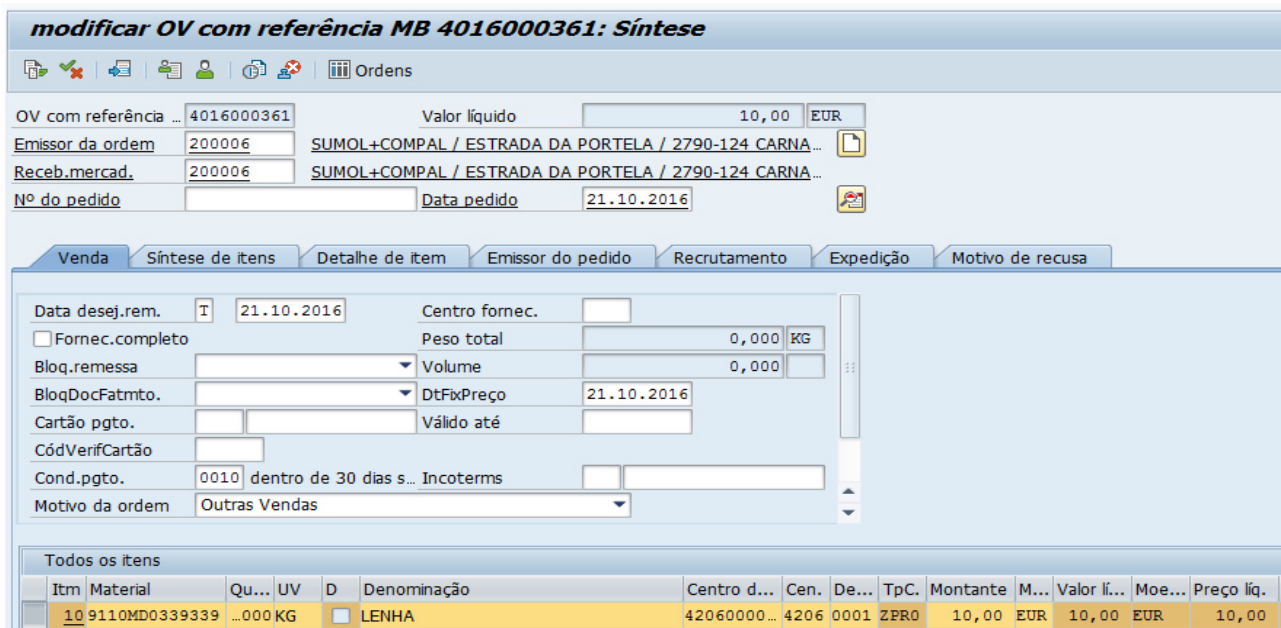 modificar OV com referência MB 4016000361: Síntese
Ordens
OV com referência ... 4016000361 Valor líquido 10,00 EUR
Emissor da ordem 200006 SUMOL+COMPAL / ESTRADA DA PORTELA / 2790-124 CARNA...
Receb.mercad. 200006 SUMOL+COMPAL / ESTRADA DA PORTELA / 2790-124 CARNA...
Nº do pedido Data pedido 21.10.2016
Venda Síntese de itens Detalhe de item Emissor do pedido Recrutamento Expedição Motivo de recusa
Data desej.rem. T 21.10.2016 Centro fornec.
Fornec.completo Peso total 0,000 KG
Bloq.remessa Volume 0,000
BloqDocFatmto. DtFixPreço 21.10.2016
Cartão pgto. Válido até
CódVerifCartão
Cond.pgto. 0010 dentro de 30 dias s... Incoterms
Motivo da ordem Outras Vendas
Todos os itens
Itm Material Qu... UV D Denominação Centro d... Cen. De... TpC. Montante M... Valor lí... Moe... Preço líq.
10 9110MD0339339 ...000 KG LENHA 42060000... 4206 0001 ZPR0 10,00 EUR 10,00 EUR 10,00